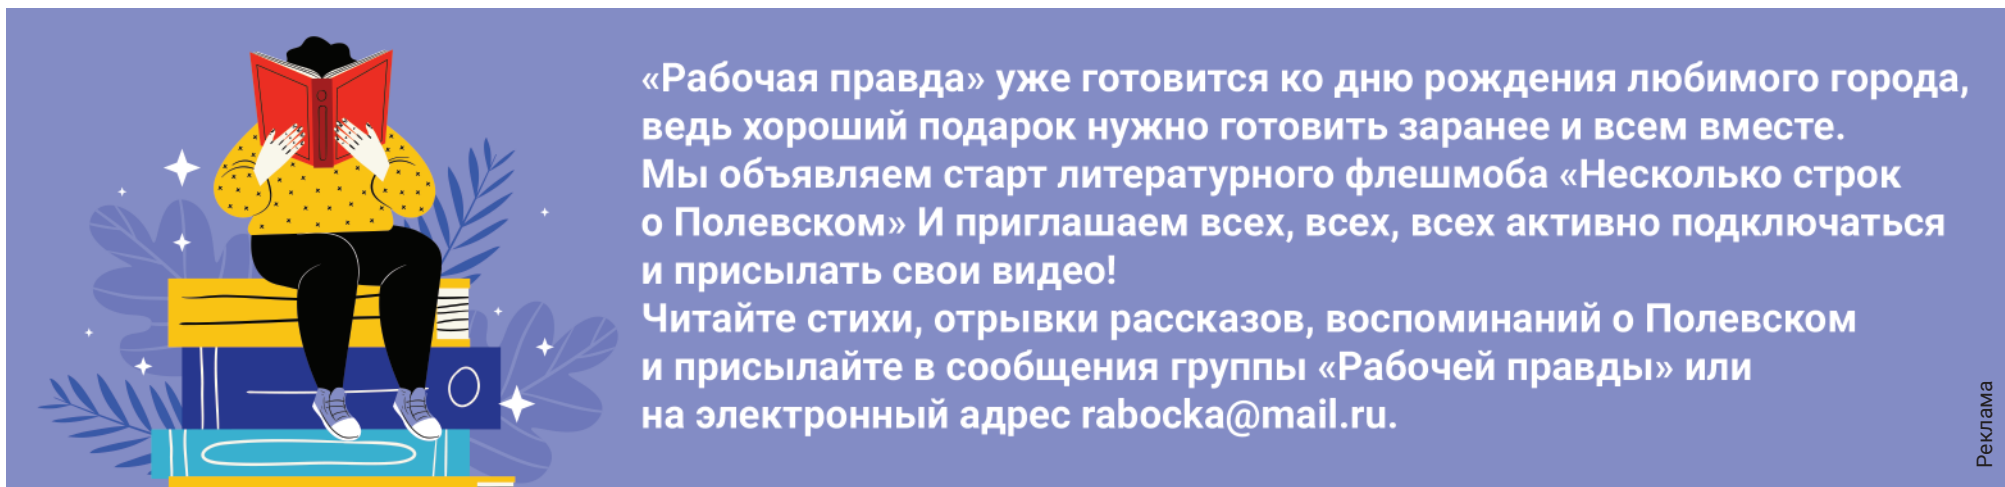 «Рабочая правда» уже готовится ко дню рождения любимого города,
ведь хороший подарок нужно готовить заранее и всем вместе.
Мы объявляем старт литературного флешмоба «Несколько строк
о Полевском» И приглашаем всех, всех, всех активно подключаться
и присылать свои видео!
Читайте стихи, отрывки рассказов, воспоминаний о Полевском
и присылайте в сообщения группы «Рабочей правды» или
на электронный адрес rabocka@mail.ru.
Реклама